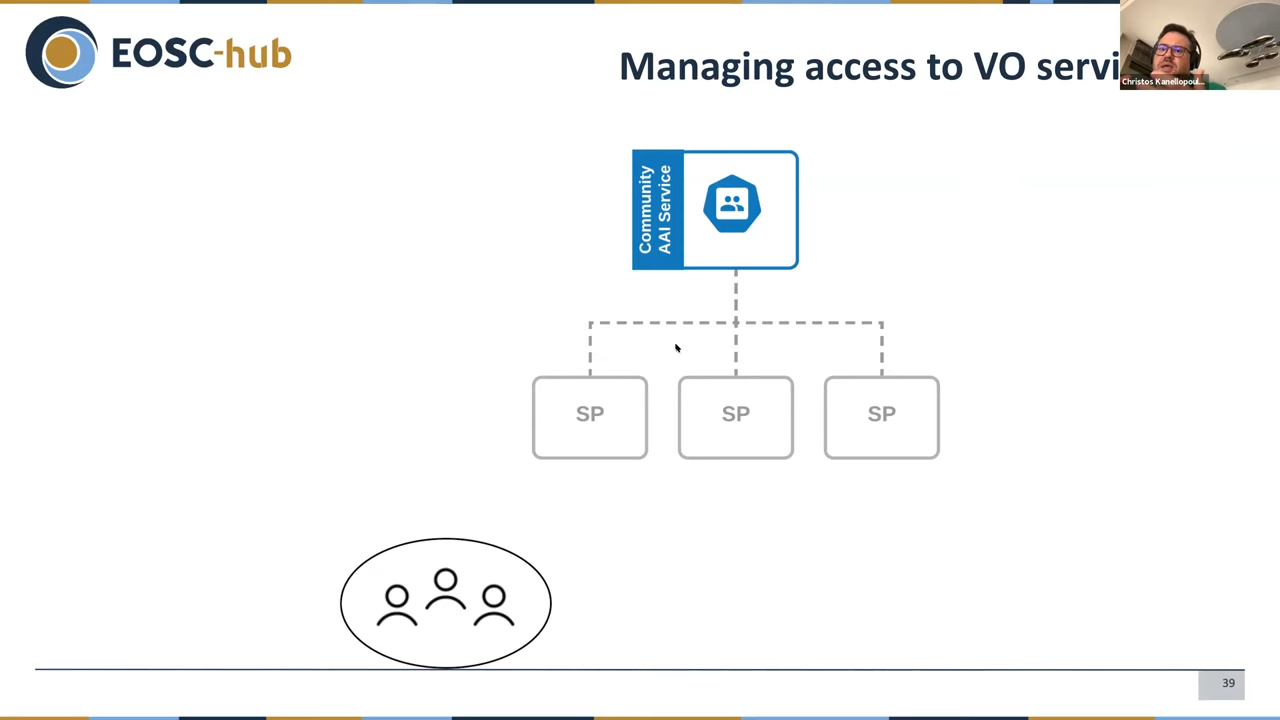 EOSC-hub
Managing access to VO servi
Christos Kanellopoul...
Community
AAI Service
SP
SP
SP
39